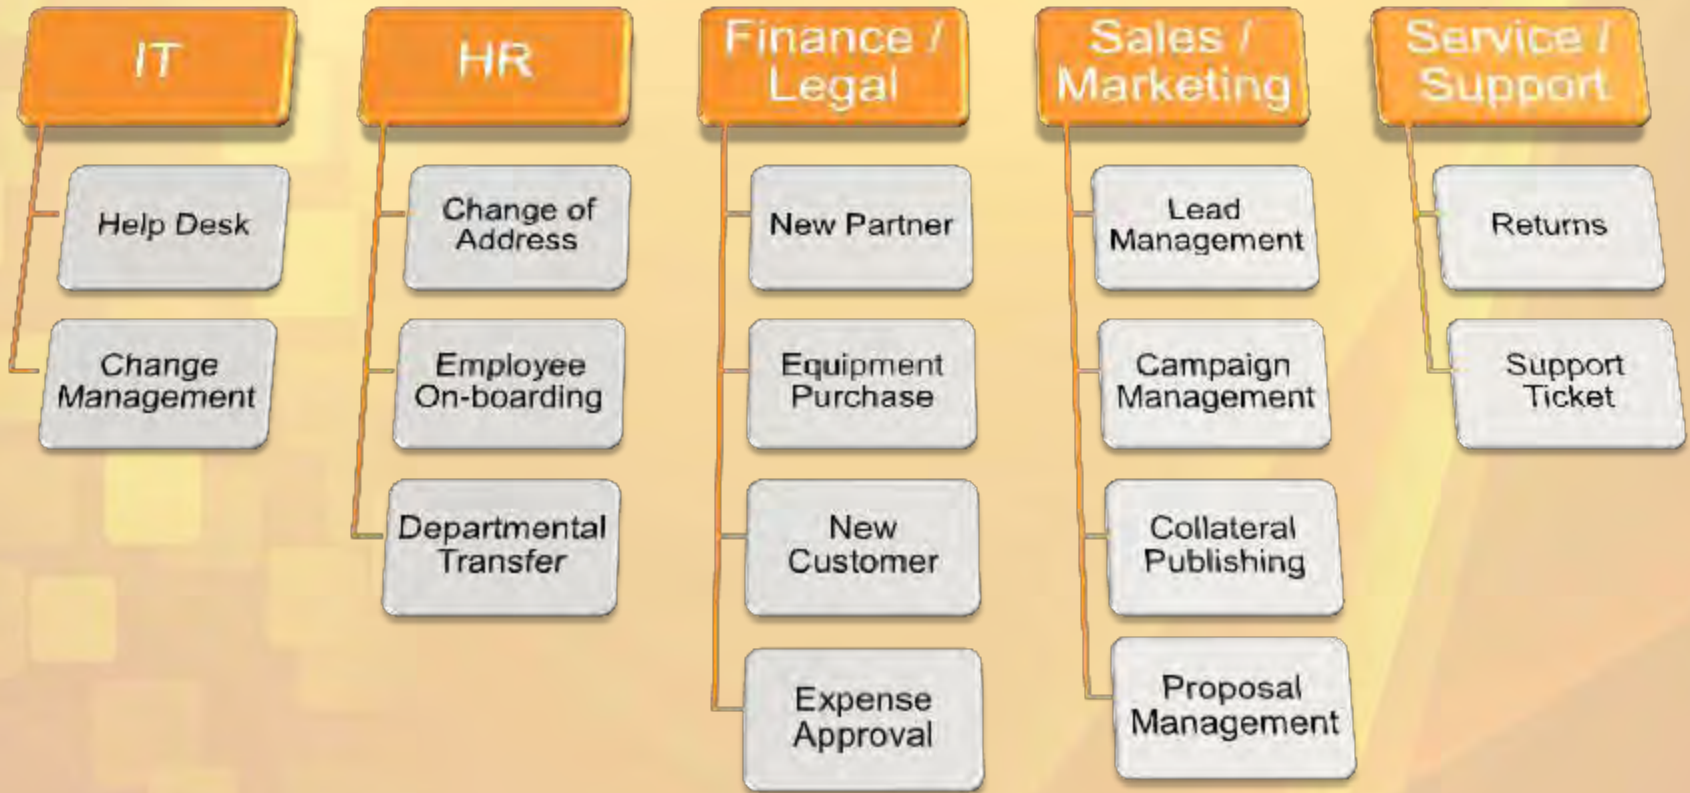 IT
Help Desk
Change
Management
HR
Change of
Address
Employee
On-boarding
Departmental
Transfer
Finance /
Legal
New Partner
Equipment
Purchase
New
Customer
Expense
Approval
Sales /
Marketing
Lead
Management
Campaign
Management
Collateral
Publishing
Proposal
Management
Service /
Support
Returns
Support
Ticket